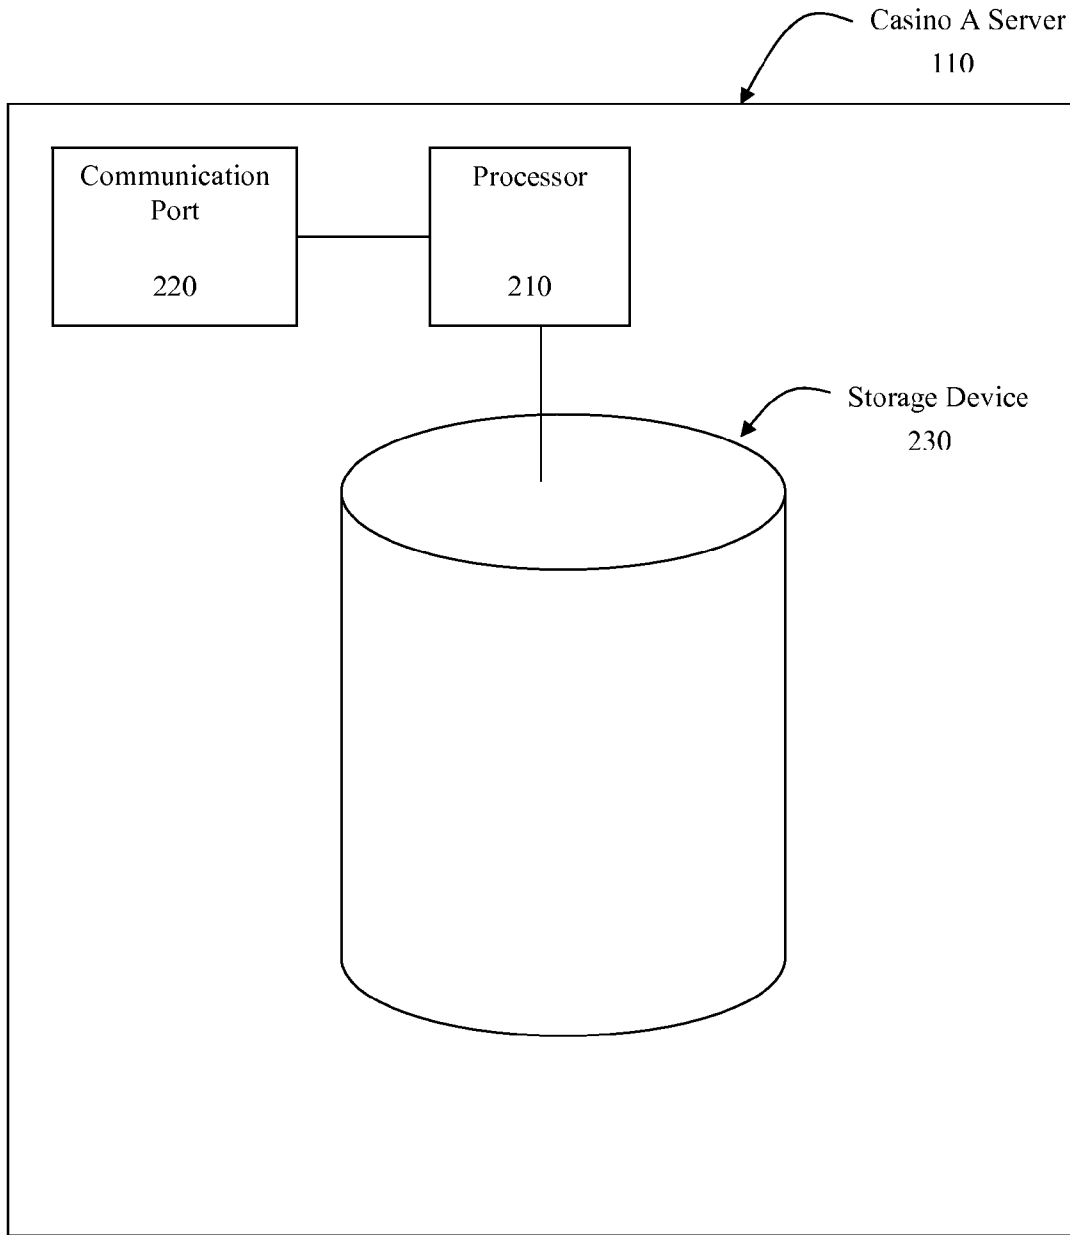 Casino A Server
110
Communication
Port
220
Processor
210
Storage Device
230